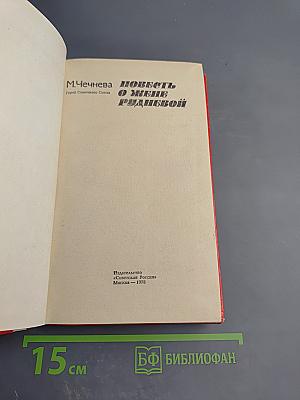 М. Чечнева
Герой Советского Союза
ПОВЕСТЬ
О ЖЕНЕ
РУДНЕВОЙ
Издательство
«Советская Россия»
Москва — 1978
15 см
БФ БИБЛИОФАН